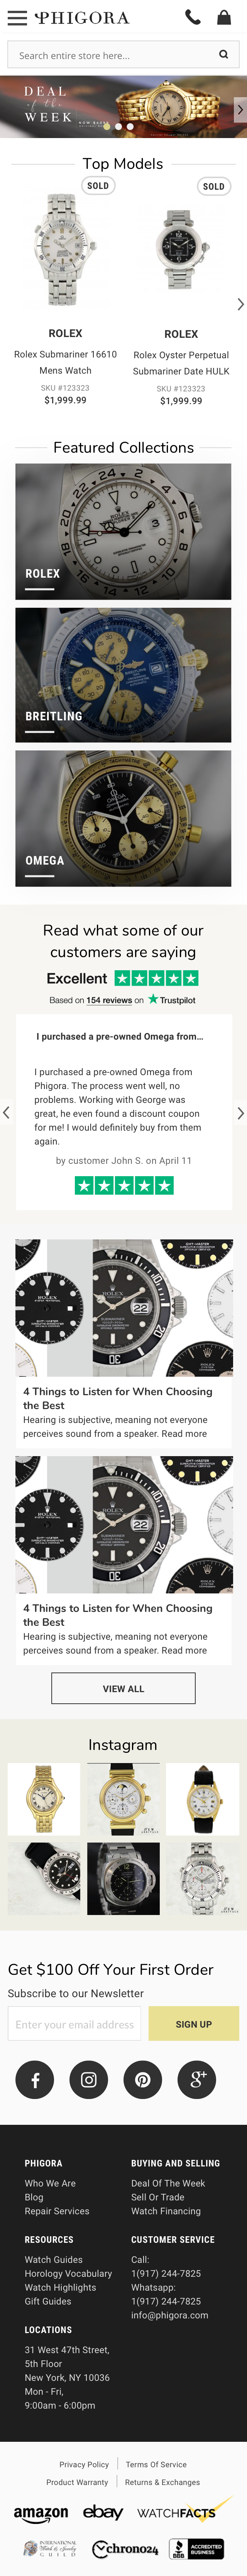 PHIGORA
Search entire store here...
DEAL
of the
WEEK
Top Models
SOLD
SOLD
ROLEX
Rolex Submariner 16610
Mens Watch
SKU #123323
$1,999.99
ROLEX
Rolex Oyster Perpetual
Submariner Date HULK
SKU #123323
$1,999.99
Featured Collections
ROLEX
BREITLING
OMEGA
Read what some of our
customers are saying
Excellent
Based on 154 reviews on Trustpilot
I purchased a pre-owned Omega from...
I purchased a pre-owned Omega from
Phigora. The process went well, no
problems. Working with George was
great, he even found a discount coupon
for me! I would definitely buy from them
again.
by customer John S. on April 11
4 Things to Listen for When Choosing
the Best
Hearing is subjective, meaning not everyone
perceives sound from a speaker. Read more
4 Things to Listen for When Choosing
the Best
Hearing is subjective, meaning not everyone
perceives sound from a speaker. Read more
VIEW ALL
Instagram
Get $100 Off Your First Order
Subscribe to our Newsletter
Enter your email address
SIGN UP
PHIGORA
Who We Are
Blog
Repair Services
BUYING AND SELLING
Deal Of The Week
Sell Or Trade
Watch Financing
RESOURCES
Watch Guides
Horology Vocabulary
Watch Highlights
Gift Guides
CUSTOMER SERVICE
Call:
1(917) 244-7825
Whatsapp:
1(917) 244-7825
info@phigora.com
LOCATIONS
31 West 47th Street,
5th Floor
New York, NY 10036
Mon - Fri,
9:00am - 6:00pm
Privacy Policy
Terms Of Service
Product Warranty
Returns & Exchanges
amazon
ebay
WATCHFACTS
INTERNATIONAL
Watch & Jewelry
GUILD
Chrono24
BBB
ACCREDITED
BUSINESS